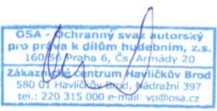 OSA - Ochranný svaz autorský
pro práva k dílům hudebním, z.s.
160 56 Praha 6, Čs. Armády 20
Zákaznické centrum Havlíčkův Brod
580 01 Havlíčkův Brod, Nádražní 397
tel.: 220 315 000 e-mail: vp@osa.cz